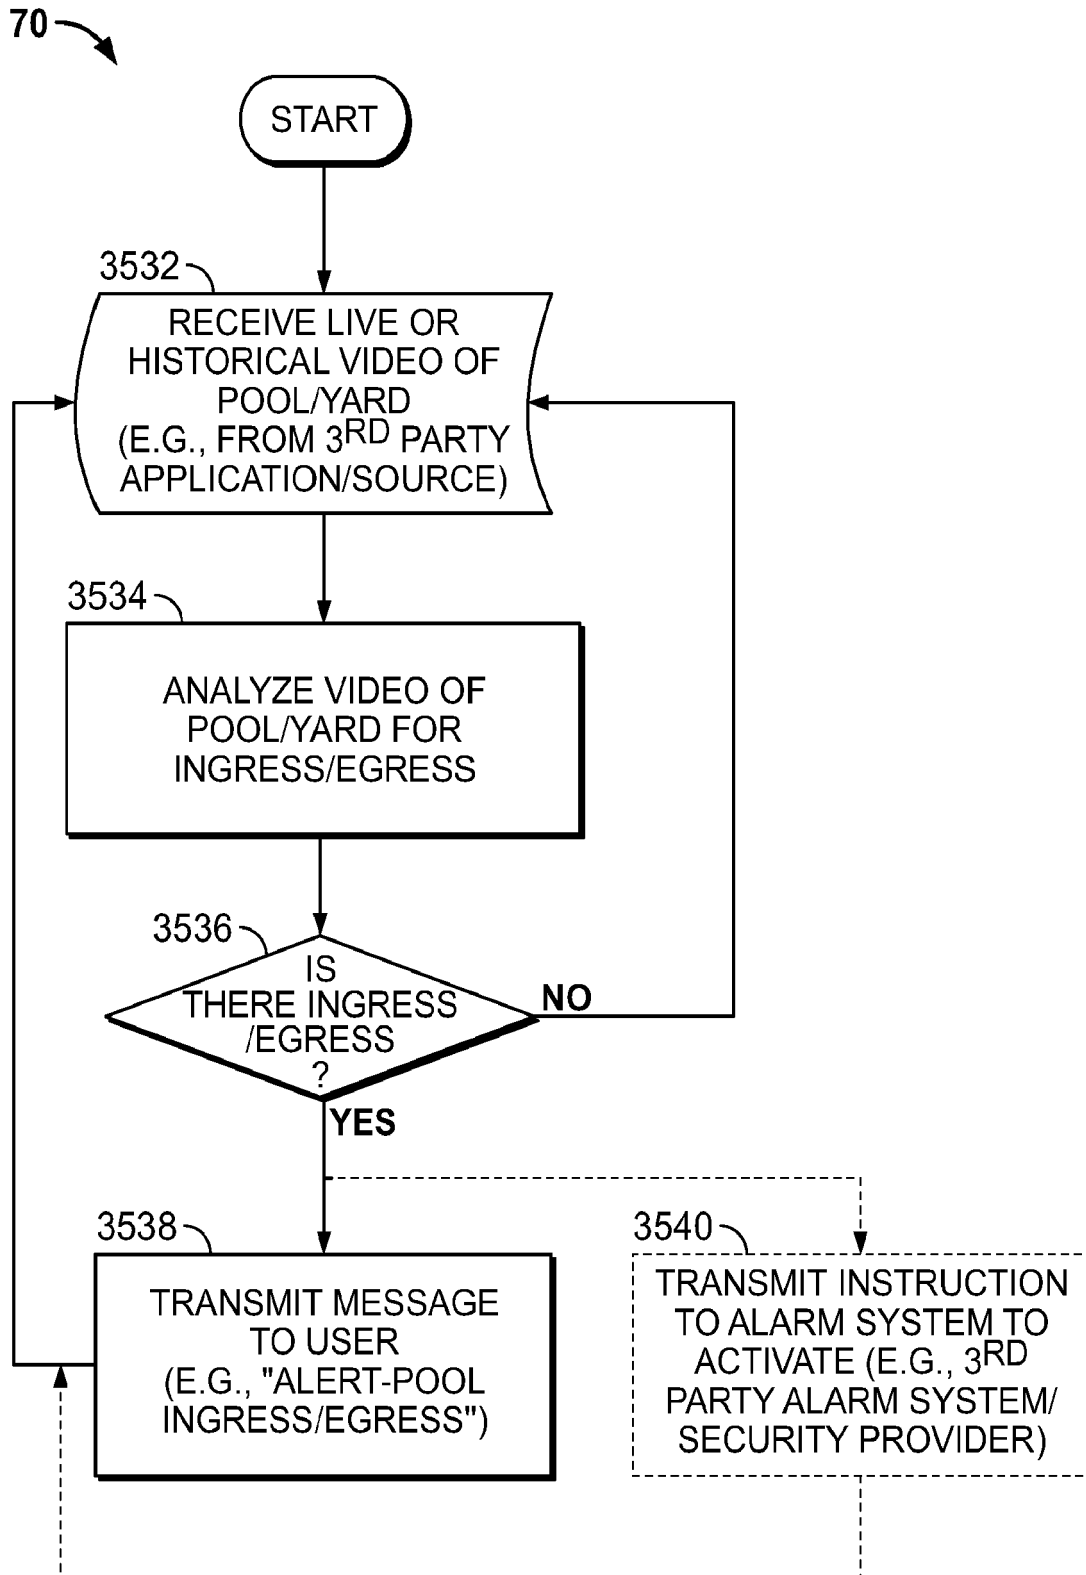 70
START
3532
RECEIVE LIVE OR
HISTORICAL VIDEO OF
POOL/YARD
(E.G., FROM 3RD PARTY
APPLICATION/SOURCE)
3534
ANALYZE VIDEO OF
POOL/YARD FOR
INGRESS/EGRESS
3536
IS
THERE INGRESS
/EGRESS
?
NO
YES
3538
TRANSMIT MESSAGE
TO USER
(E.G., "ALERT-POOL
INGRESS/EGRESS")
3540
TRANSMIT INSTRUCTION
TO ALARM SYSTEM TO
ACTIVATE (E.G., 3RD
PARTY ALARM SYSTEM/
SECURITY PROVIDER)